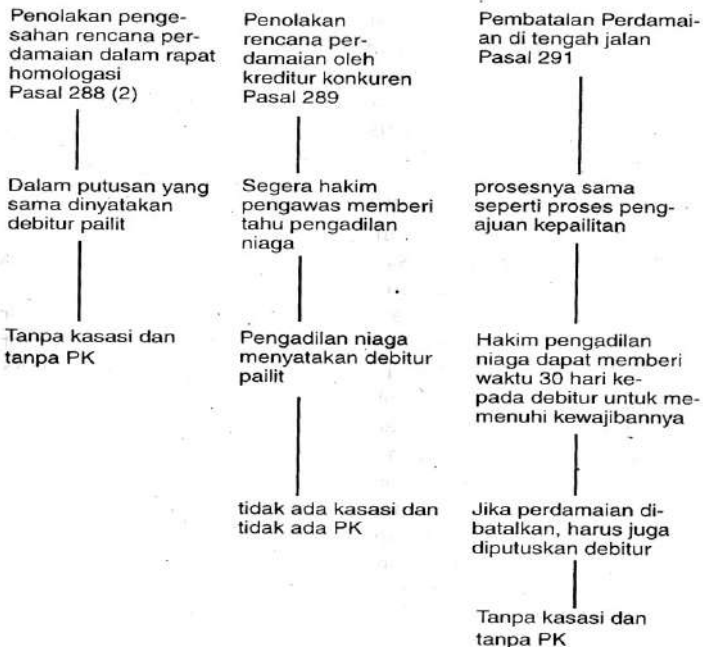 Penolakan penge-
sahan rencana per-
damaian dalam rapat
homologasi
Pasal 288 (2)
Dalam putusan yang
sama dinyatakan
debitur pailit
Tanpa kasasi dan
tanpa PK
Penolakan
rencana per-
damaian oleh
kreditur konkuren
Pasal 289
Segera hakim
pengawas memberi
tahu pengadilan
niaga
Pengadilan niaga
menyatakan debitur
pailit
tidak ada kasasi dan
tidak ada PK
Pembatalan Perdamai-
an di tengah jalan
Pasal 291
prosesnya sama
seperti proses peng-
ajuan kepailitan
Hakim pengadilan
niaga dapat memberi
waktu 30 hari ke-
pada debitur untuk me-
menuhi kewajibannya
Jika perdamaian di-
batalkan, harus juga
diputuskan debitur
Tanpa kasasi dan
tanpa PK